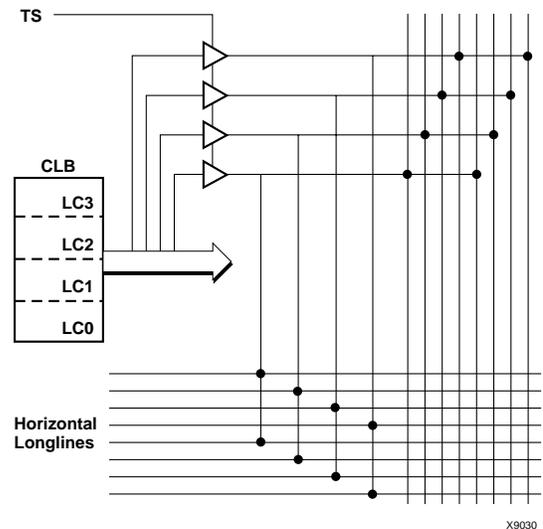 TS
CLB
LC3
LC2
LC1
LC0
Horizontal
Longlines
X9030